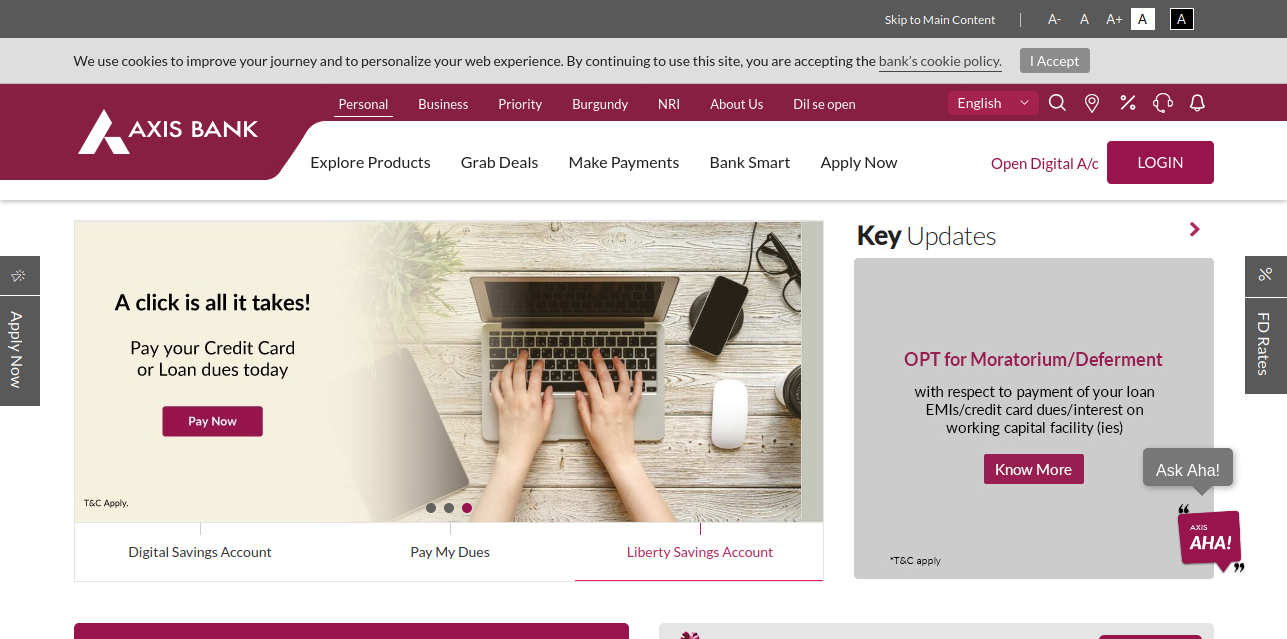 Skip to Main Content
A- A A+ A A
We use cookies to improve your journey and to personalize your web experience. By continuing to use this site, you are accepting the bank's cookie policy. I Accept
AXIS BANK
Personal Business Priority Burgundy NRI About Us Dil se open
English
Explore Products Grab Deals Make Payments Bank Smart Apply Now
Open Digital A/c LOGIN
Apply Now
A click is all it takes!
Pay your Credit Card
or Loan dues today
Pay Now
T&C Apply.
Digital Savings Account Pay My Dues Liberty Savings Account
Key Updates
OPT for Moratorium/Deferment
with respect to payment of your loan
EMIs/credit card dues/interest on
working capital facility (ies)
Know More
*T&C apply
FD Rates
Ask Aha!
AXIS
AHA!